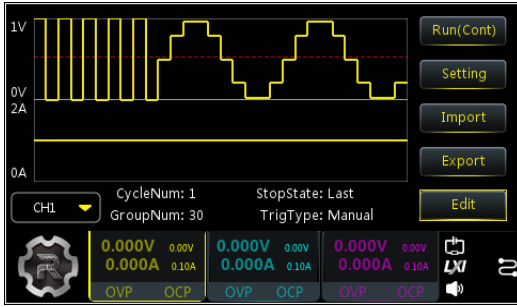 1V
Run(Cont)
Setting
0V
2A
Import
Export
0A
CH1
CycleNum: 1
StopState: Last
GroupNum: 30
TrigType: Manual
Edit
0.000V 0.00V
0.000A 0.10A
OVP OCP
0.000V 0.00V
0.000A 0.10A
OVP OCP
0.000V 0.00V
0.000A 0.10A
OVP OCP
LXI
R